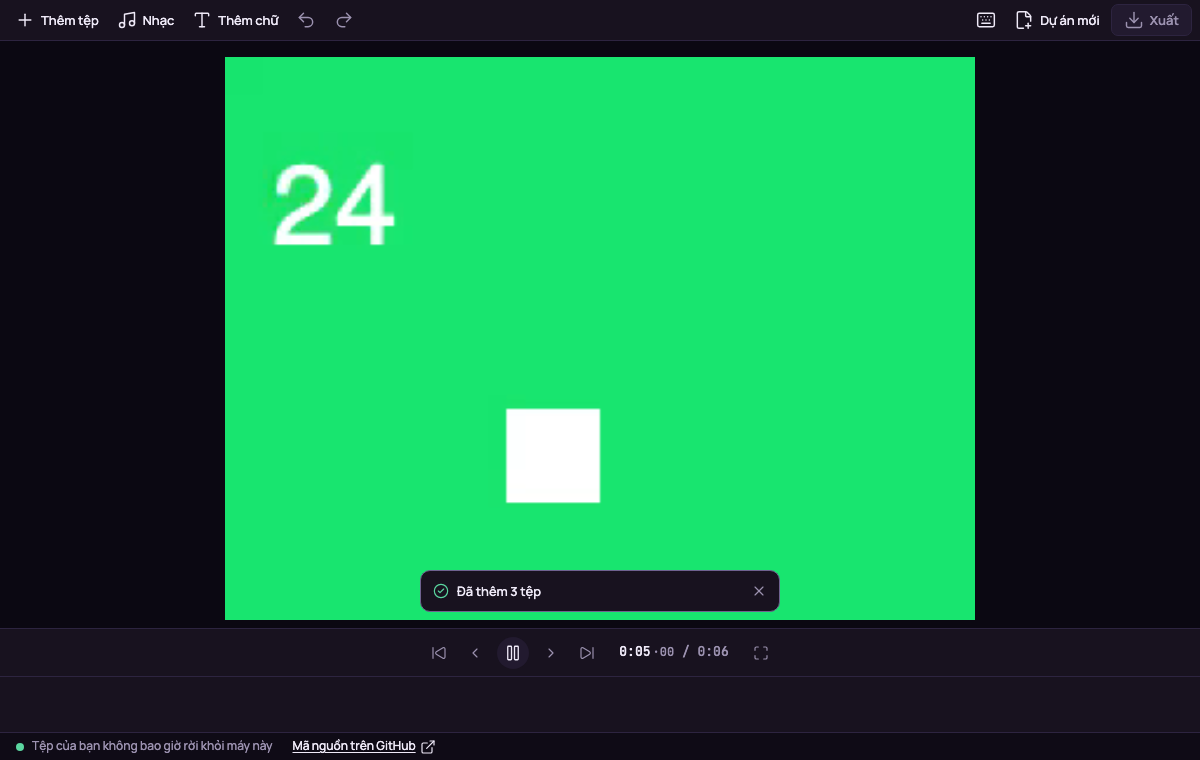 Thêm tệp Nhạc Thêm chữ Dự án mới Xuất
24
Đã thêm 3 tệp
0:05·00 / 0:06
Tệp của bạn không bao giờ rời khỏi máy này Mã nguồn trên GitHub